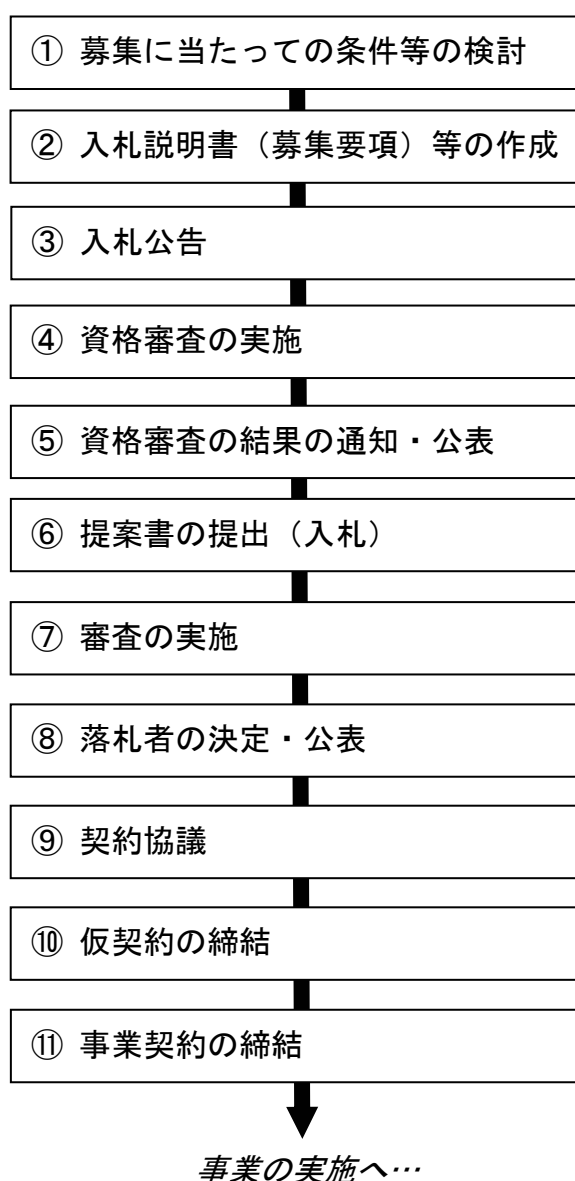 ① 募集に当たっての条件等の検討
② 入札説明書（募集要項）等の作成
③ 入札公告
④ 資格審査の実施
⑤ 資格審査の結果の通知・公表
⑥ 提案書の提出（入札）
⑦ 審査の実施
⑧ 落札者の決定・公表
⑨ 契約協議
⑩ 仮契約の締結
⑪ 事業契約の締結
事業の実施へ…